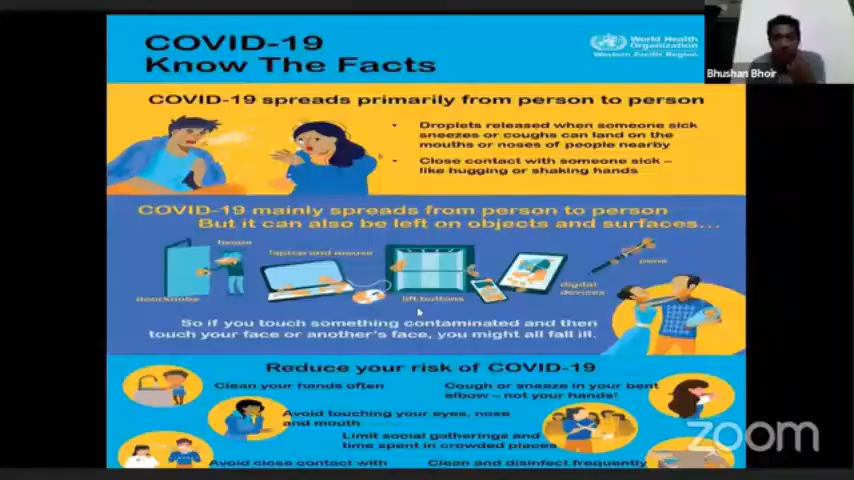 COVID-19
Know The Facts
World Health
Organization
Western Pacific Region
Bhushan Bhoir
COVID-19 spreads primarily from person to person
• Droplets released when someone sick
sneezes or coughs can land on the
mouths or noses of people nearby
• Close contact with someone sick –
like hugging or shaking hands
COVID-19 mainly spreads from person to person
But it can also be left on objects and surfaces...
tissue
laptop and mouse
pens
doorknobs
lift buttons
digital
devices
So if you touch something contaminated and then
touch your face or another's face, you might all fall ill.
Reduce your risk of COVID-19
Clean your hands often
Cough or sneeze in your bent
elbow – not your hands!
Avoid touching your eyes, nose
and mouth
Limit social gatherings and
time spent in crowded places
Avoid close contact with
Clean and disinfect frequently
zoom